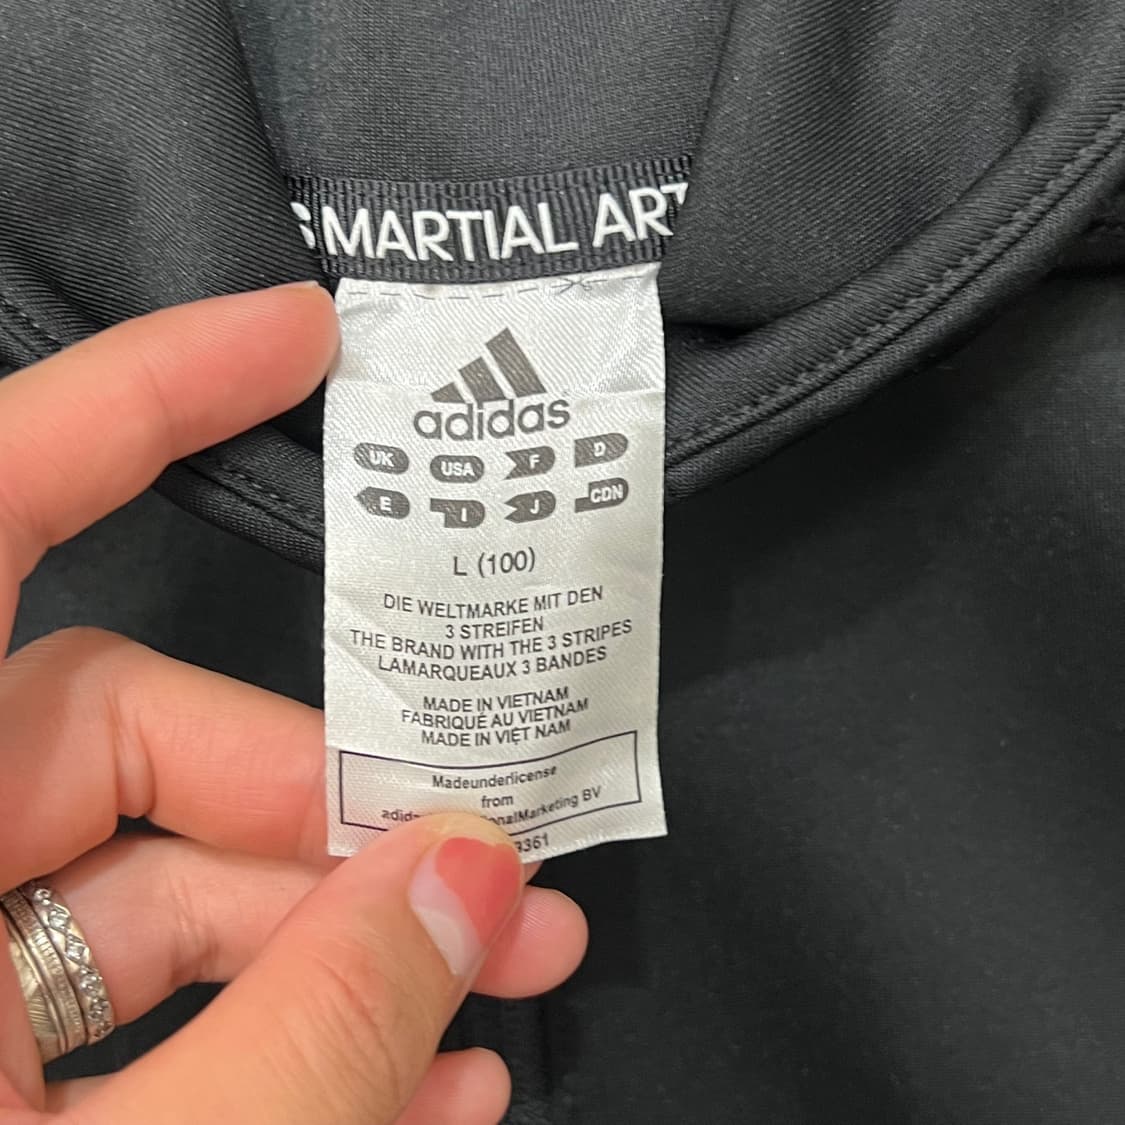 MARTIAL ART
adidas
UK USA F D
E I J CDN
L (100)
DIE WELTMARKE MIT DEN
3 STREIFEN
THE BRAND WITH THE 3 STRIPES
LAMARQUEAUX 3 BANDES
MADE IN VIETNAM
FABRIQUÉ AU VIETNAM
MADE IN VIỆT NAM
Madeunderlicense
from
onalMarketing BV